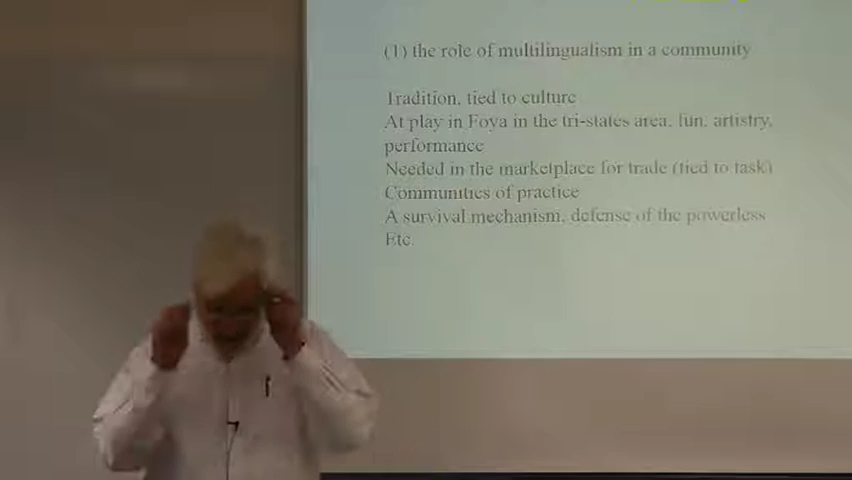 (1) the role of multilingualism in a community
Tradition, tied to culture
At play in Foya in the tri-states area, fun, artistry,
performance
Needed in the marketplace for trade (tied to task)
Communities of practice
A survival mechanism, defense of the powerless
Etc.